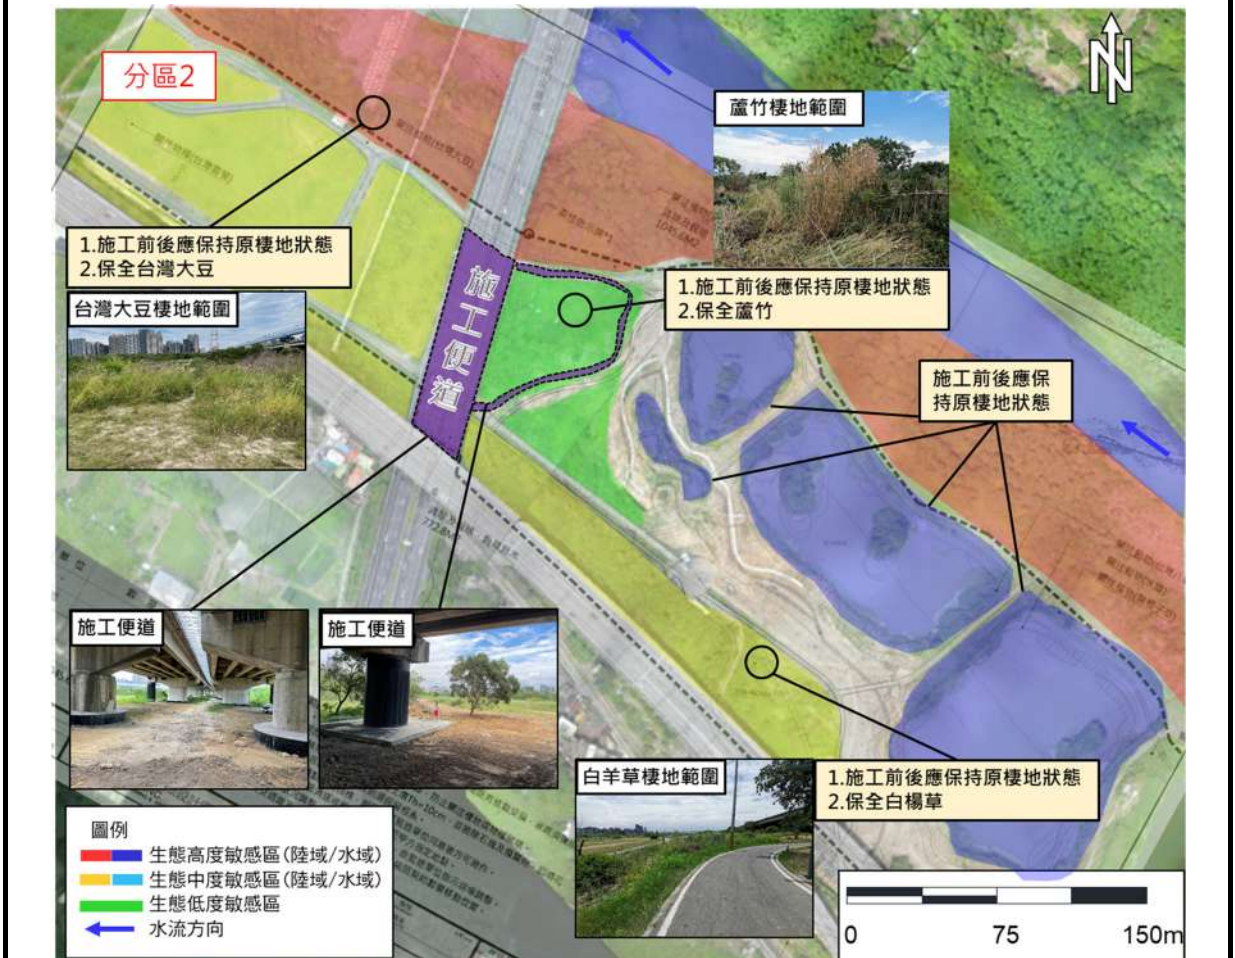 分區2
N
蘆竹棲地範圍
1.施工前後應保持原棲地狀態
2.保全台灣大豆
台灣大豆棲地範圍
施工便道
1.施工前後應保持原棲地狀態
2.保全蘆竹
施工前後應保
持原棲地狀態
施工便道
施工便道
白羊草棲地範圍
1.施工前後應保持原棲地狀態
2.保全白楊草
圖例
生態高度敏感區(陸域/水域)
生態中度敏感區(陸域/水域)
生態低度敏感區
水流方向
0 75 150m